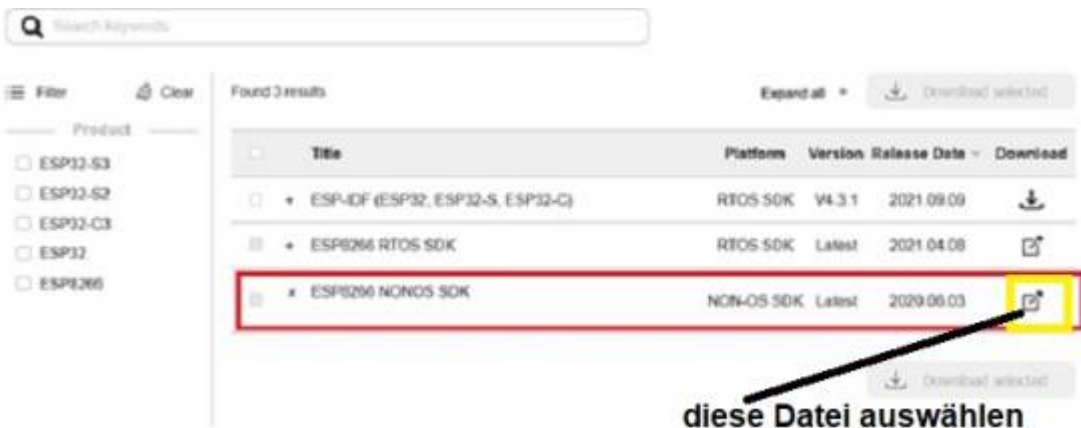 Search keywords
Filter Clear
Found 3 results
Expand all
Download selected
Product
ESP32-S3
ESP32-S2
ESP32-C3
ESP32
ESP8266
Title Platform Version Release Date Download
+ ESP-IDF (ESP32, ESP32-S, ESP32-C) RTOS SDK V4.3.1 2021.09.09
+ ESP8266 RTOS SDK RTOS SDK Latest 2021.04.08
x ESP8266 NONOS SDK NON-OS SDK Latest 2020.06.03
Download selected
diese Datei auswählen